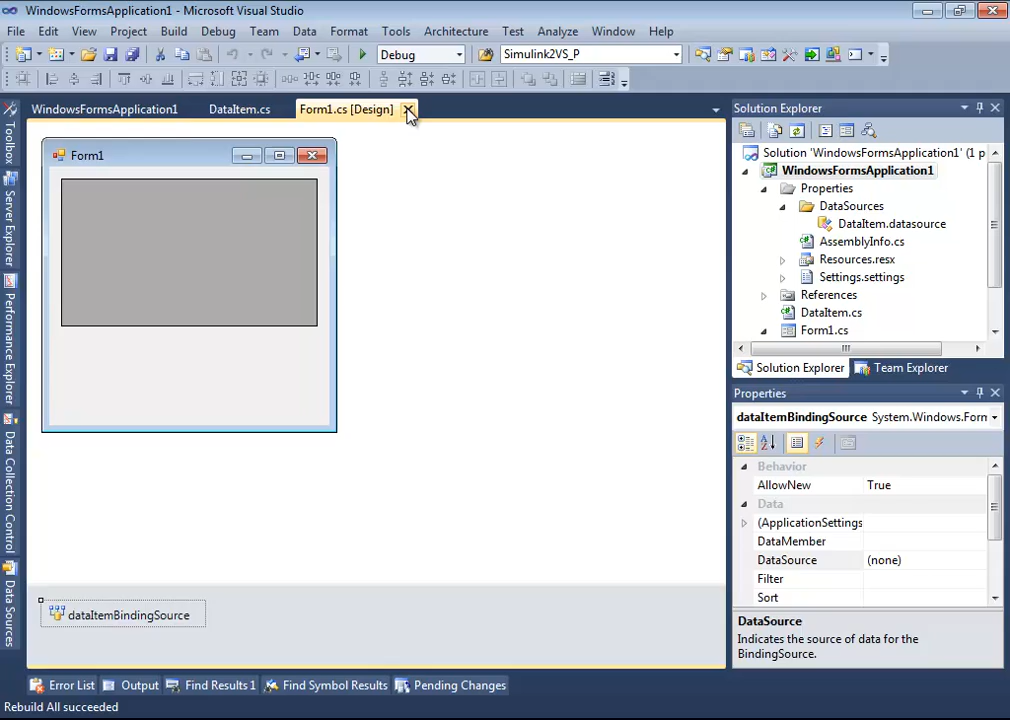 WindowsFormsApplication1 - Microsoft Visual Studio
File Edit View Project Build Debug Team Data Format Tools Architecture Test Analyze Window Help
Debug Simulink2VS_P
WindowsFormsApplication1 DataItem.cs Form1.cs [Design]
Toolbox
Server Explorer
Performance Explorer
Data Collection Control
Data Sources
Form1
dataItemBindingSource
Solution Explorer
Solution 'WindowsFormsApplication1' (1 p
WindowsFormsApplication1
Properties
DataSources
DataItem.datasource
AssemblyInfo.cs
Resources.resx
Settings.settings
References
DataItem.cs
Form1.cs
Solution Explorer Team Explorer
Properties
dataItemBindingSource System.Windows.Form
Behavior
AllowNew True
Data
(ApplicationSettings
DataMember
DataSource (none)
Filter
Sort
DataSource
Indicates the source of data for the
BindingSource.
Error List Output Find Results 1 Find Symbol Results Pending Changes
Rebuild All succeeded